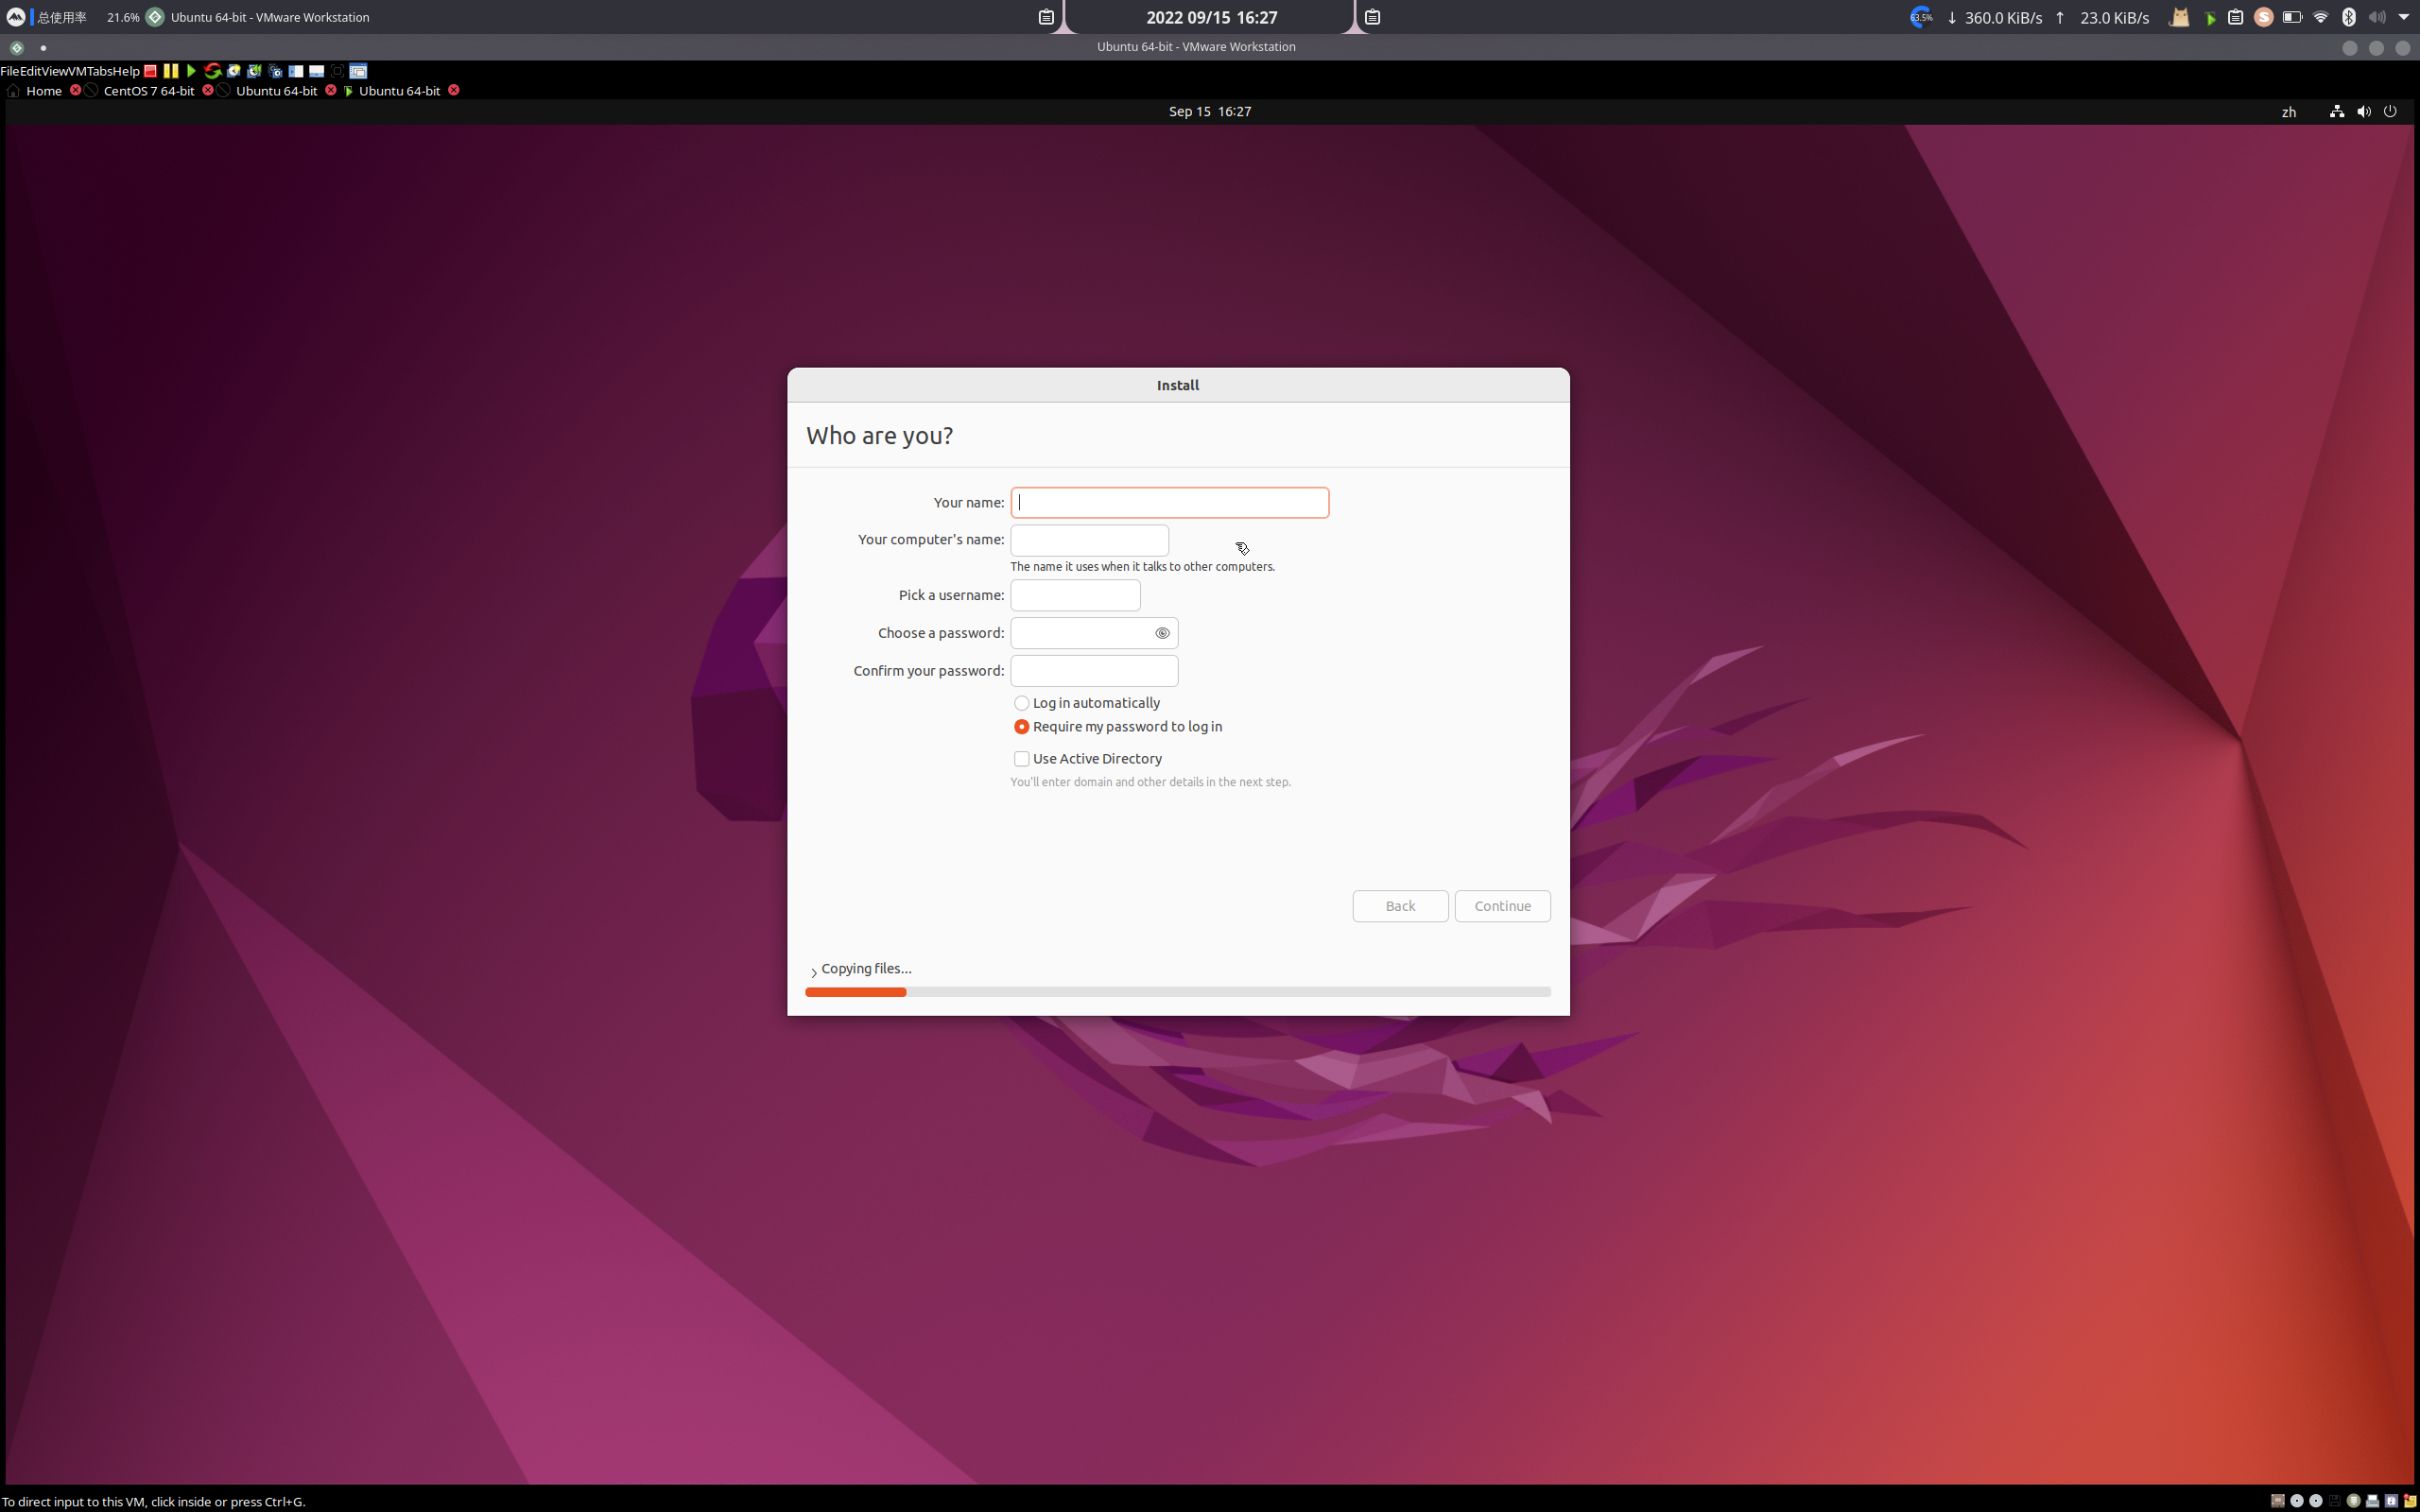 总使用率 21.6% Ubuntu 64-bit - VMware Workstation 2022 09/15 16:27 63.5% ↓ 360.0 KiB/s ↑ 23.0 KiB/s
Ubuntu 64-bit - VMware Workstation
File Edit View VM Tabs Help
Home CentOS 7 64-bit Ubuntu 64-bit Ubuntu 64-bit
Sep 15 16:27 zh
Install
Who are you?
Your name:
Your computer's name:
The name it uses when it talks to other computers.
Pick a username:
Choose a password:
Confirm your password:
Log in automatically
Require my password to log in
Use Active Directory
You'll enter domain and other details in the next step.
Back Continue
Copying files...
To direct input to this VM, click inside or press Ctrl+G.